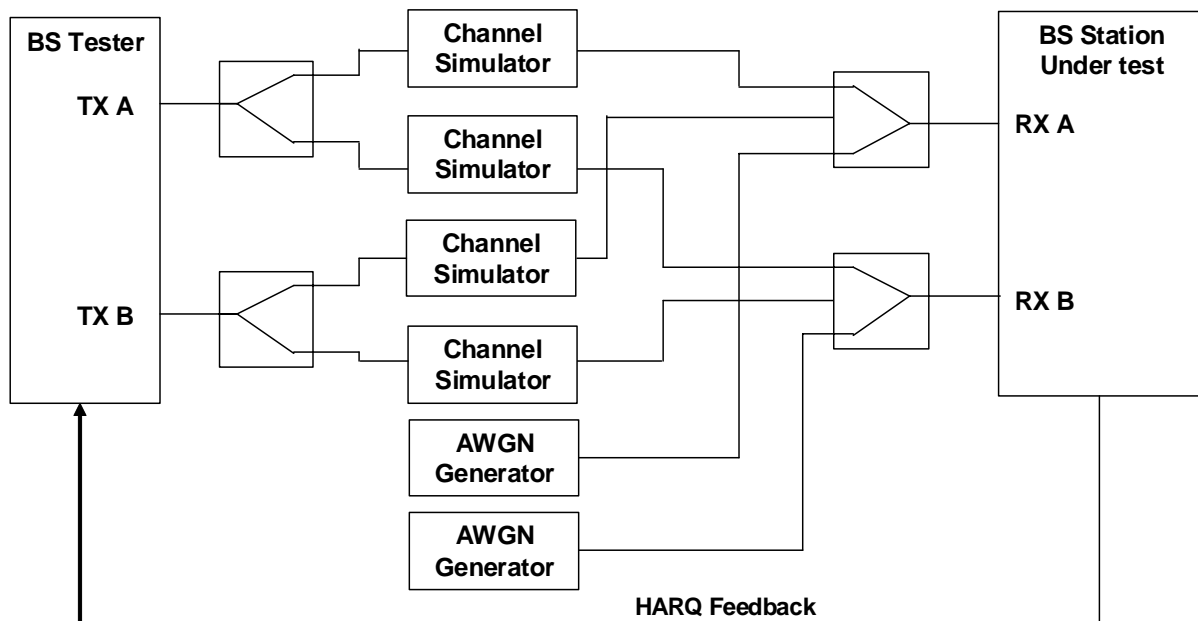 BS Tester
TX A
TX B
Channel
Simulator
Channel
Simulator
Channel
Simulator
Channel
Simulator
AWGN
Generator
AWGN
Generator
BS Station
Under test
RX A
RX B
HARQ Feedback